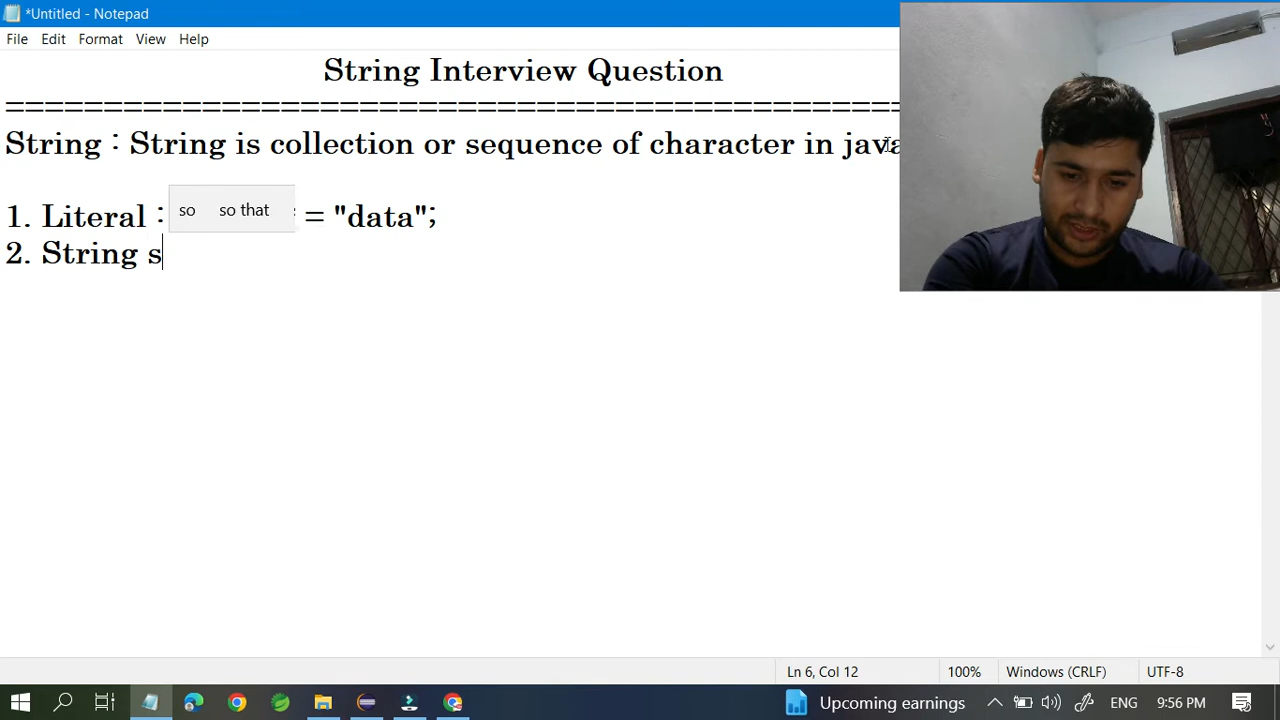 *Untitled - Notepad
File Edit Format View Help
String Interview Question
==============================================
String : String is collection or sequence of character in java
so so that
1. Literal : = "data";
2. String s
Ln 6, Col 12 100% Windows (CRLF) UTF-8
Upcoming earnings ENG 9:56 PM